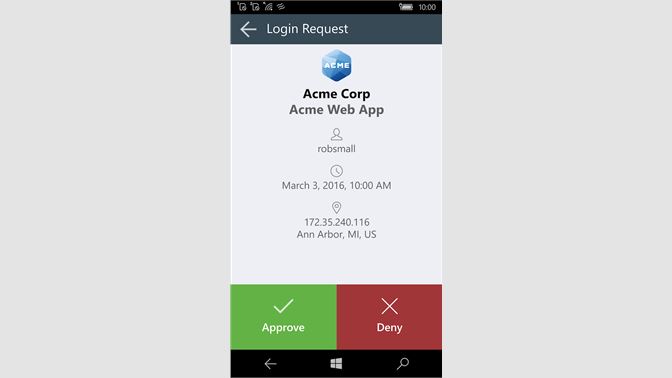 10:00
Login Request
ACME
Acme Corp
Acme Web App
robsmall
March 3, 2016, 10:00 AM
172.35.240.116
Ann Arbor, MI, US
Approve
Deny